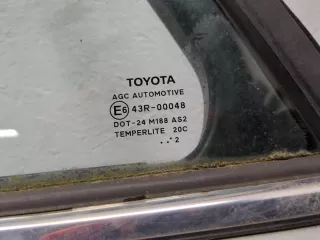 TOYOTA
AGC AUTOMOTIVE
E6 43R-00048
DOT-24 M188 AS2
TEMPERLITE 20C
..· 2